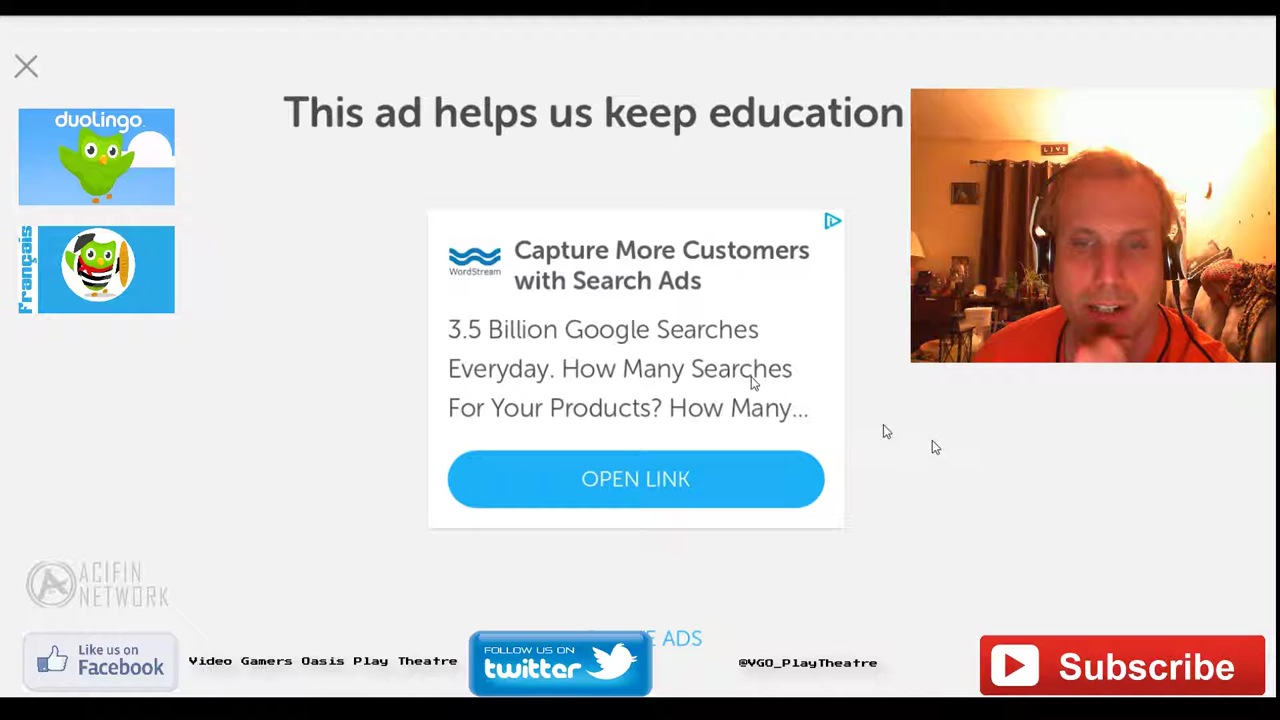 This ad helps us keep education
duolingo
LIVE
Français
WordStream
Capture More Customers
with Search Ads
3.5 Billion Google Searches
Everyday. How Many Searches
For Your Products? How Many...
OPEN LINK
ACIFIN
NETWORK
ADS
Like us on
Facebook
Video Gamers Oasis Play Theatre
FOLLOW US ON
twitter
@VGO_PlayTheatre
Subscribe